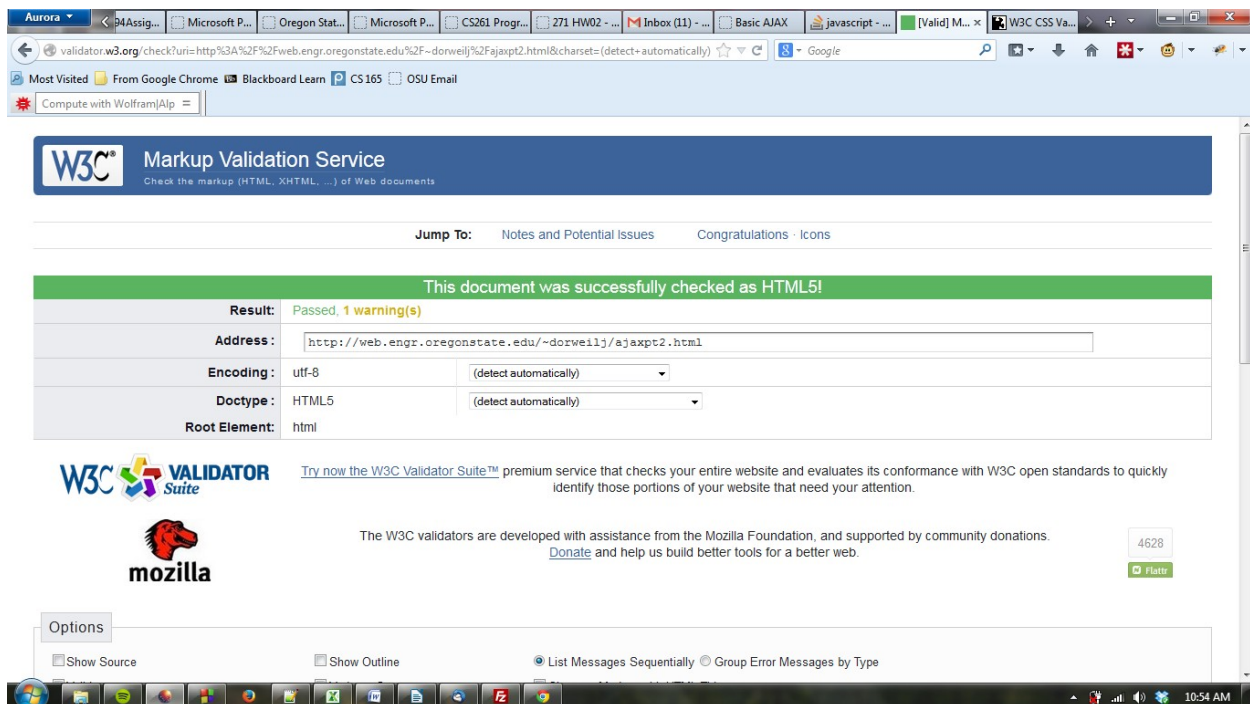 Aurora
94Assig...
Microsoft P...
Oregon Stat...
Microsoft P...
CS261 Progr...
271 HW02 - ...
Inbox (11) - ...
Basic AJAX
javascript - ...
[Valid] M...
W3C CSS Va...
validator.w3.org/check?uri=http%3A%2F%2Fweb.engr.oregonstate.edu%2F~dorweilj%2Fajaxpt2.html&charset=(detect+automatically)
Google
Most Visited
From Google Chrome
Blackboard Learn
CS 165
OSU Email
Compute with Wolfram|Alp
W3C®
Markup Validation Service
Check the markup (HTML, XHTML, ...) of Web documents
Jump To: Notes and Potential Issues Congratulations · Icons
This document was successfully checked as HTML5!
Result: Passed, 1 warning(s)
Address : http://web.engr.oregonstate.edu/~dorweilj/ajaxpt2.html
Encoding : utf-8 (detect automatically)
Doctype : HTML5 (detect automatically)
Root Element: html
W3C VALIDATOR Suite
Try now the W3C Validator Suite™ premium service that checks your entire website and evaluates its conformance with W3C open standards to quickly
identify those portions of your website that need your attention.
mozilla
The W3C validators are developed with assistance from the Mozilla Foundation, and supported by community donations.
Donate and help us build better tools for a better web.
4628
Flattr
Options
Show Source
Show Outline
List Messages Sequentially
Group Error Messages by Type
10:54 AM